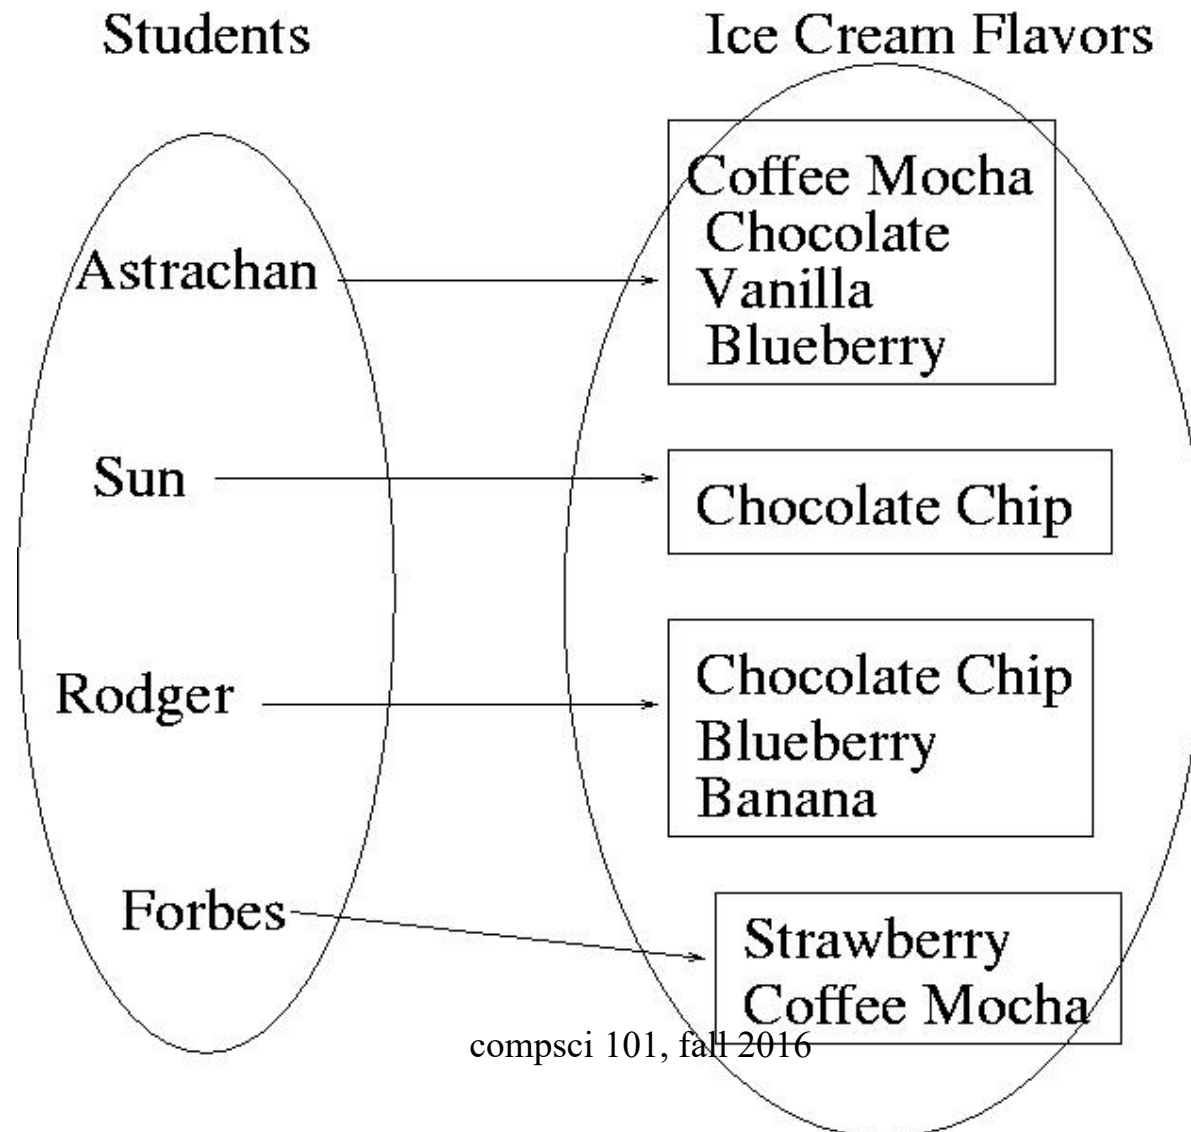 Students
Ice Cream Flavors
Astrachan
Coffee Mocha
Chocolate
Vanilla
Blueberry
Sun
Chocolate Chip
Rodger
Chocolate Chip
Blueberry
Banana
Forbes
Strawberry
Coffee Mocha
compsci 101, fall 2016